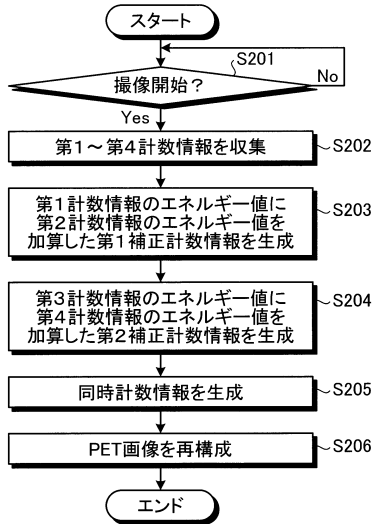 スタート
撮像開始？
S201
No
Yes
第1～第4計数情報を収集
S202
第1計数情報のエネルギー値に
第2計数情報のエネルギー値を
加算した第1補正計数情報を生成
S203
第3計数情報のエネルギー値に
第4計数情報のエネルギー値を
加算した第2補正計数情報を生成
S204
同時計数情報を生成
S205
PET画像を再構成
S206
エンド